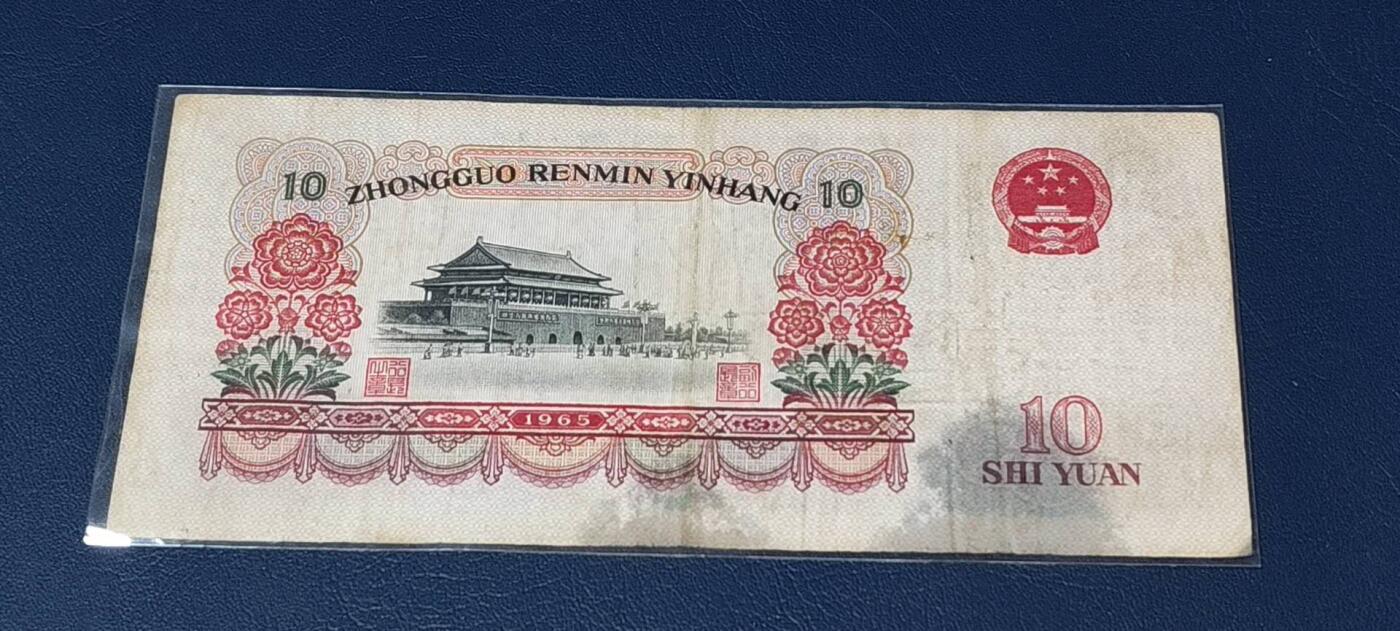 10 ZHONGGUO RENMIN YINHANG 10
1965
10
SHI YUAN